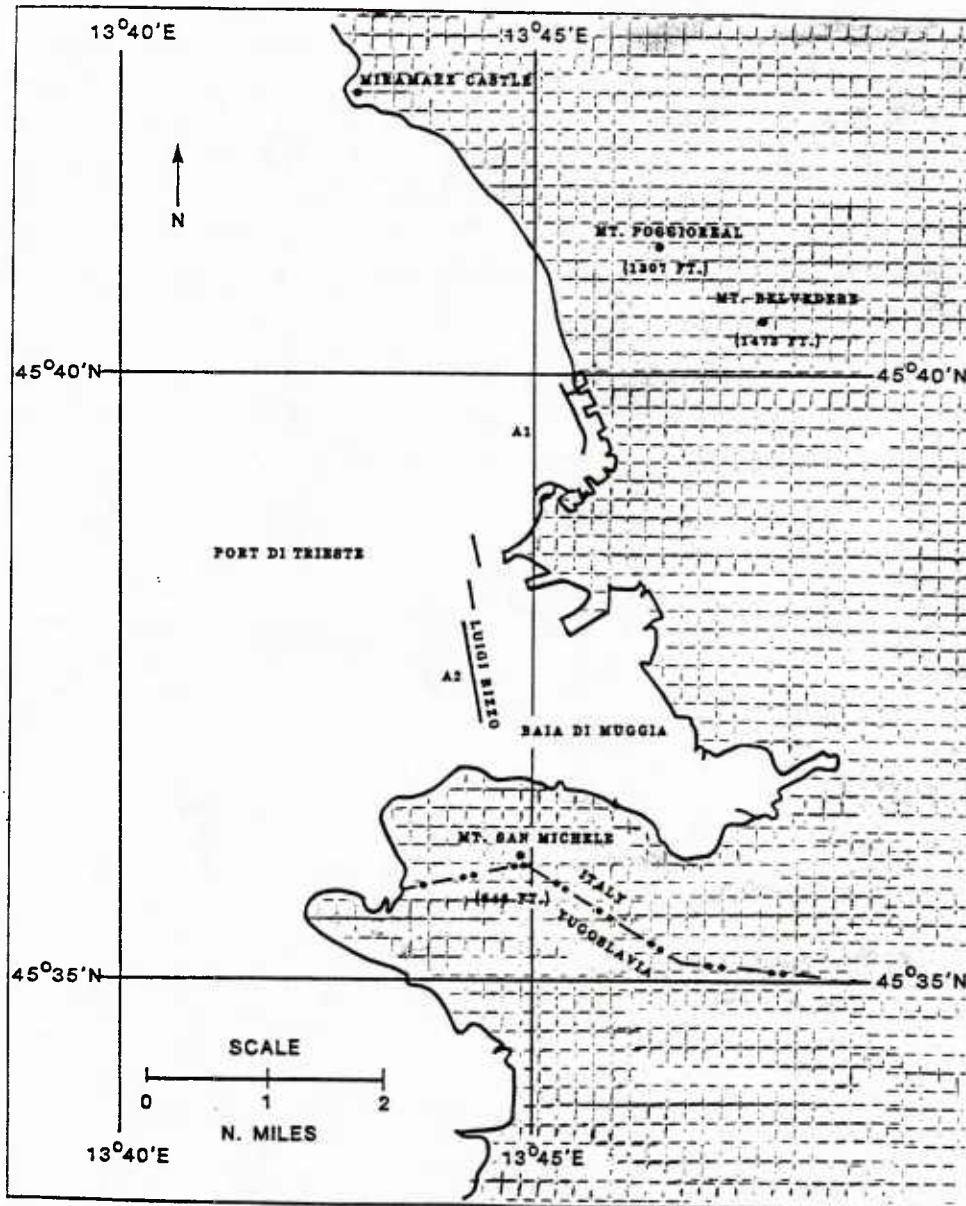 13°40'E
13°45'E
MIRAMARE CASTLE
N
MT. POGGIOREAL
(1307 FT.)
MT. BELVEDERE
(1473 FT.)
45°40'N
45°40'N
A1
PORT DI TRIESTE
LUIGI RIZZO
A2
BAIA DI MUGGIA
MT. SAN MICHELE
ITALY
FT.)
YUGOSLAVIA
45°35'N
45°35'N
SCALE
0 1 2
N. MILES
13°40'E
13°45'E